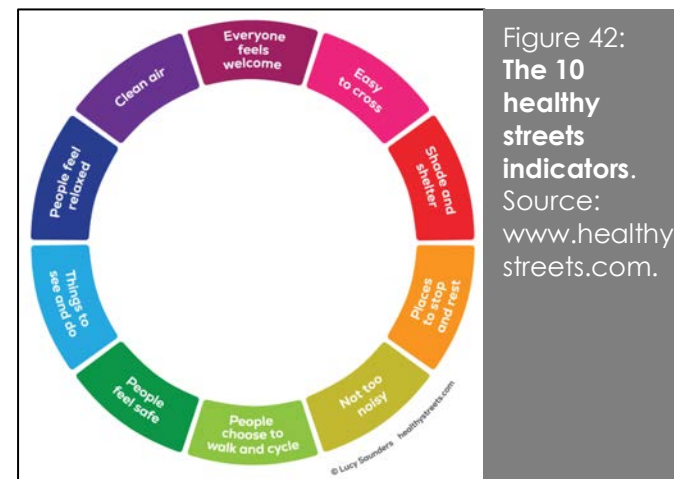 Everyone
feels
welcome
Easy
to cross
Shade and
shelter
Places
to stop
and rest
Not too
noisy
People
choose to
walk and cycle
People
feel safe
Things to
see and do
People feel
relaxed
Clean air
© Lucy Saunders healthystreets.com
Figure 42:
The 10
healthy
streets
indicators.
Source:
www.healthy
streets.com.